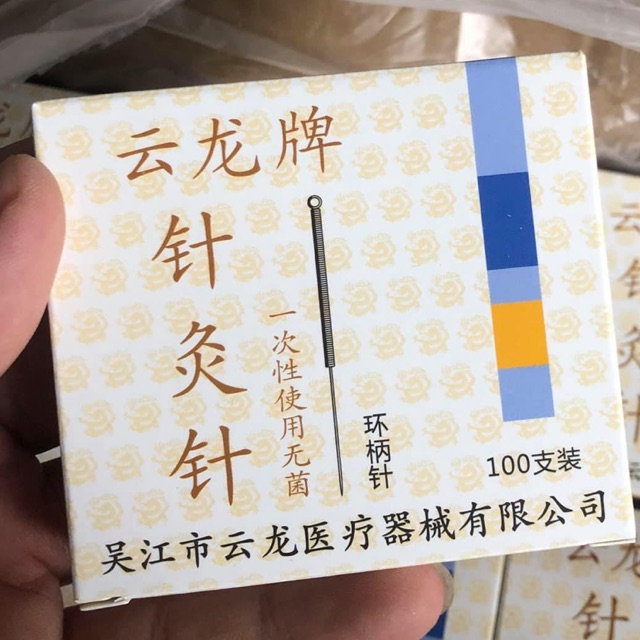 云龙牌
针灸针
一次性使用无菌
环柄针
100支装
吴江市云龙医疗器械有限公司